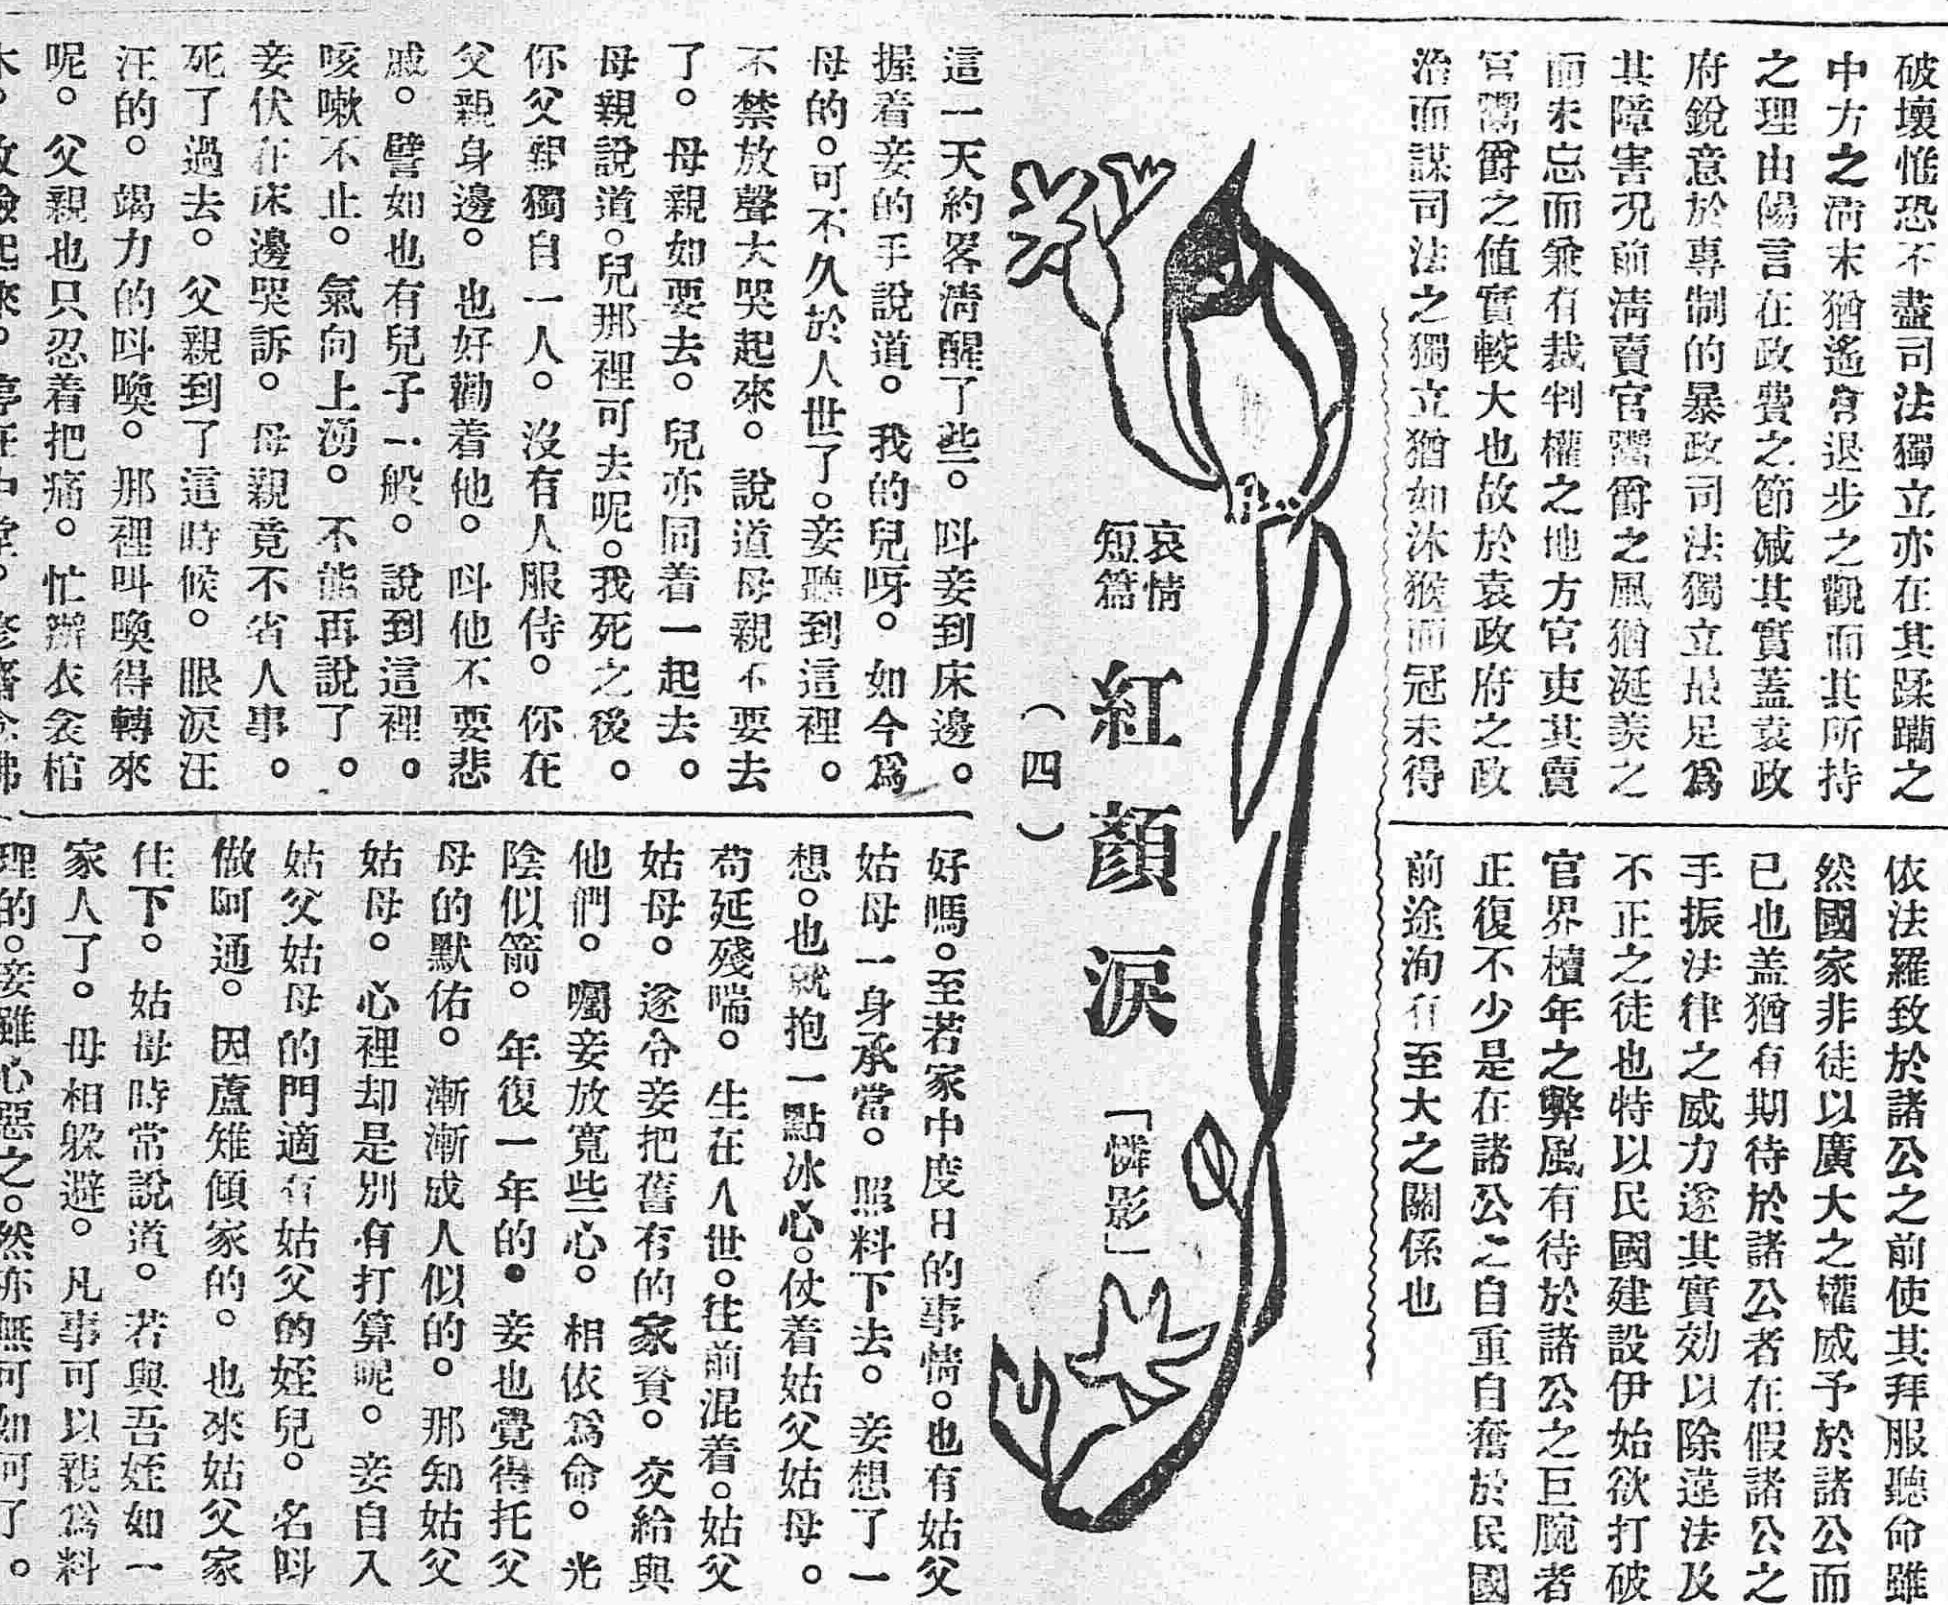 破壞惟恐不盡司法獨立亦在其蹂躪之
中方之淸末猶遙當退步之觀而其所持
之理由陽言在政費之節减其實蓋袁政
府銳意於專制的暴政司法獨立最足爲
其障害况前淸賣官鬻爵之風猶涎羨之
而未忘而兼有裁判權之地方官吏其賣
官鬻爵之値實較大也故於袁政府之政
治而謀司法之獨立猶如沐猴而冠未得
依法羅致於諸公之前使其拜服聽命雖
然國家非徒以廣大之權威予於諸公而
已也盖猶有期待於諸公者在假諸公之
手振法律之威力遂其實効以除違法及
不正之徒也特以民國建設伊始欲打破
官界積年之弊風有待於諸公之巨腕者
正復不少是在諸公之自重自奮於民國
前途洵有至大之關係也
哀情
短篇
紅顏淚
「憐影」
（四）
這一天約畧淸醒了些。呌妾到床邊。
握着妾的手說道。我的兒呀。如今爲
母的。可不久於人世了。妾聽到這裡。
不禁放聲大哭起來。說道母親不要去
了。母親如要去。兒亦同着一起去。
母親說道。兒那裡可去呢。我死之後。
你父親獨自一人。沒有人服侍。你在
父親身邊。也好勸着他。呌他不要悲
戚。譬如也有兒子一般。說到這裡。
咳嗽不止。氣向上湧。不能再說了。
妾伏在床邊哭訴。母親竟不省人事。
死了過去。父親到了這時候。眼淚汪
汪的。竭力的呌喚。那裡呌喚得轉來
呢。父親也只忍着把痛。忙辦衣衾棺
好嗎。至若家中度日的事情。也有姑父
姑母一身承當。照料下去。妾想了一
想。也就抱一點冰心。仗着姑父姑母。
苟延殘喘。生在人世。往前混着。姑父
姑母。遂令妾把舊有的家資。交給與
他們。囑妾放寬些心。相依爲命。光
陰似箭。年復一年的。妾也覺得托父
母的默佑。漸漸成人似的。那知姑父
姑母。心裡却是別有打算呢。妾自入
姑父姑母的門適有姑父的姪兒。名呌
做阿通。因蘆雉傾家的。也來姑父家
住下。姑母時常說道。若與吾姪如一
家人了。毋相躱避。凡事可以親爲料
理的。妾雖心惡之。然亦無可如何了。